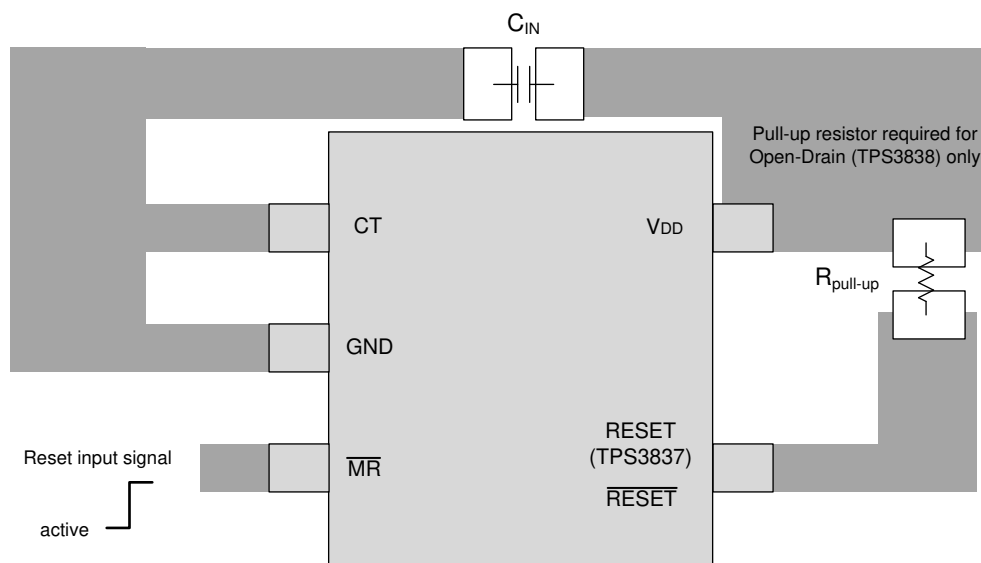 CIN
Pull-up resistor required for
Open-Drain (TPS3838) only
CT
VDD
Rpull-up
GND
Reset input signal
active
MR
RESET
(TPS3837)
RESET